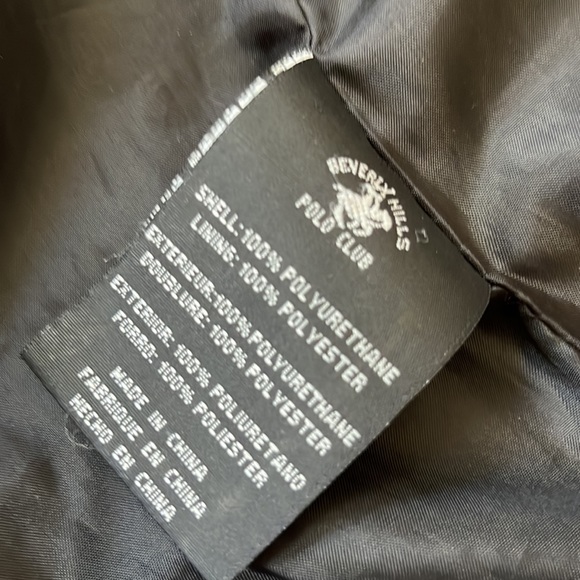 BEVERLY HILLS
POLO CLUB
SHELL: 100% POLYURETHANE
LINING: 100% POLYESTER
EXTERIEUR: 100% POLYURETHANE
DOUBLURE: 100% POLYESTER
EXTERIOR: 100% POLIURETANO
FORRO: 100% POLIESTER
MADE IN CHINA
FABRIQUE EN CHINA
HECHO EN CHINA